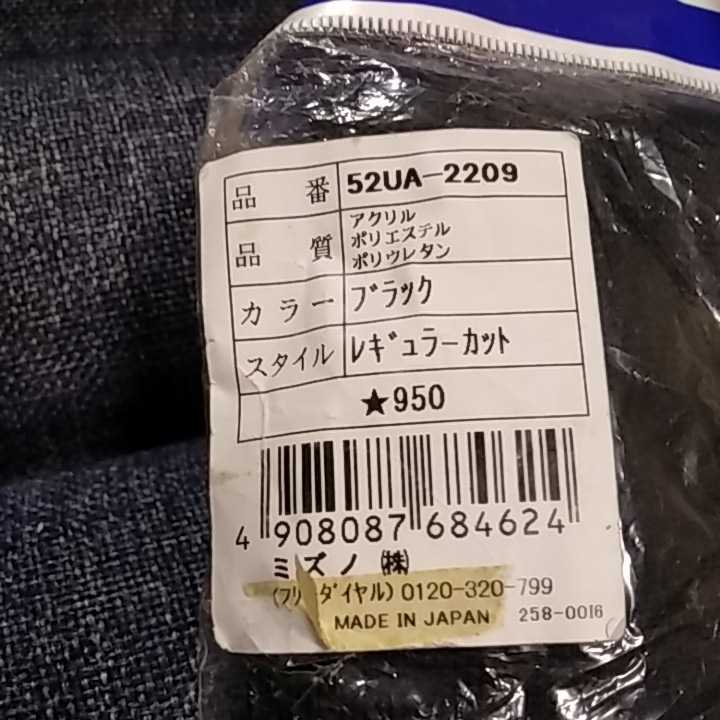 品 番 52UA-2209
品 質 アクリル
ポリエステル
ポリウレタン
カラー ブラック
スタイル レギュラーカット
★950
4 908087 684624
ミズノ ㈱
(フリーダイヤル) 0120-320-799
MADE IN JAPAN 258-0016